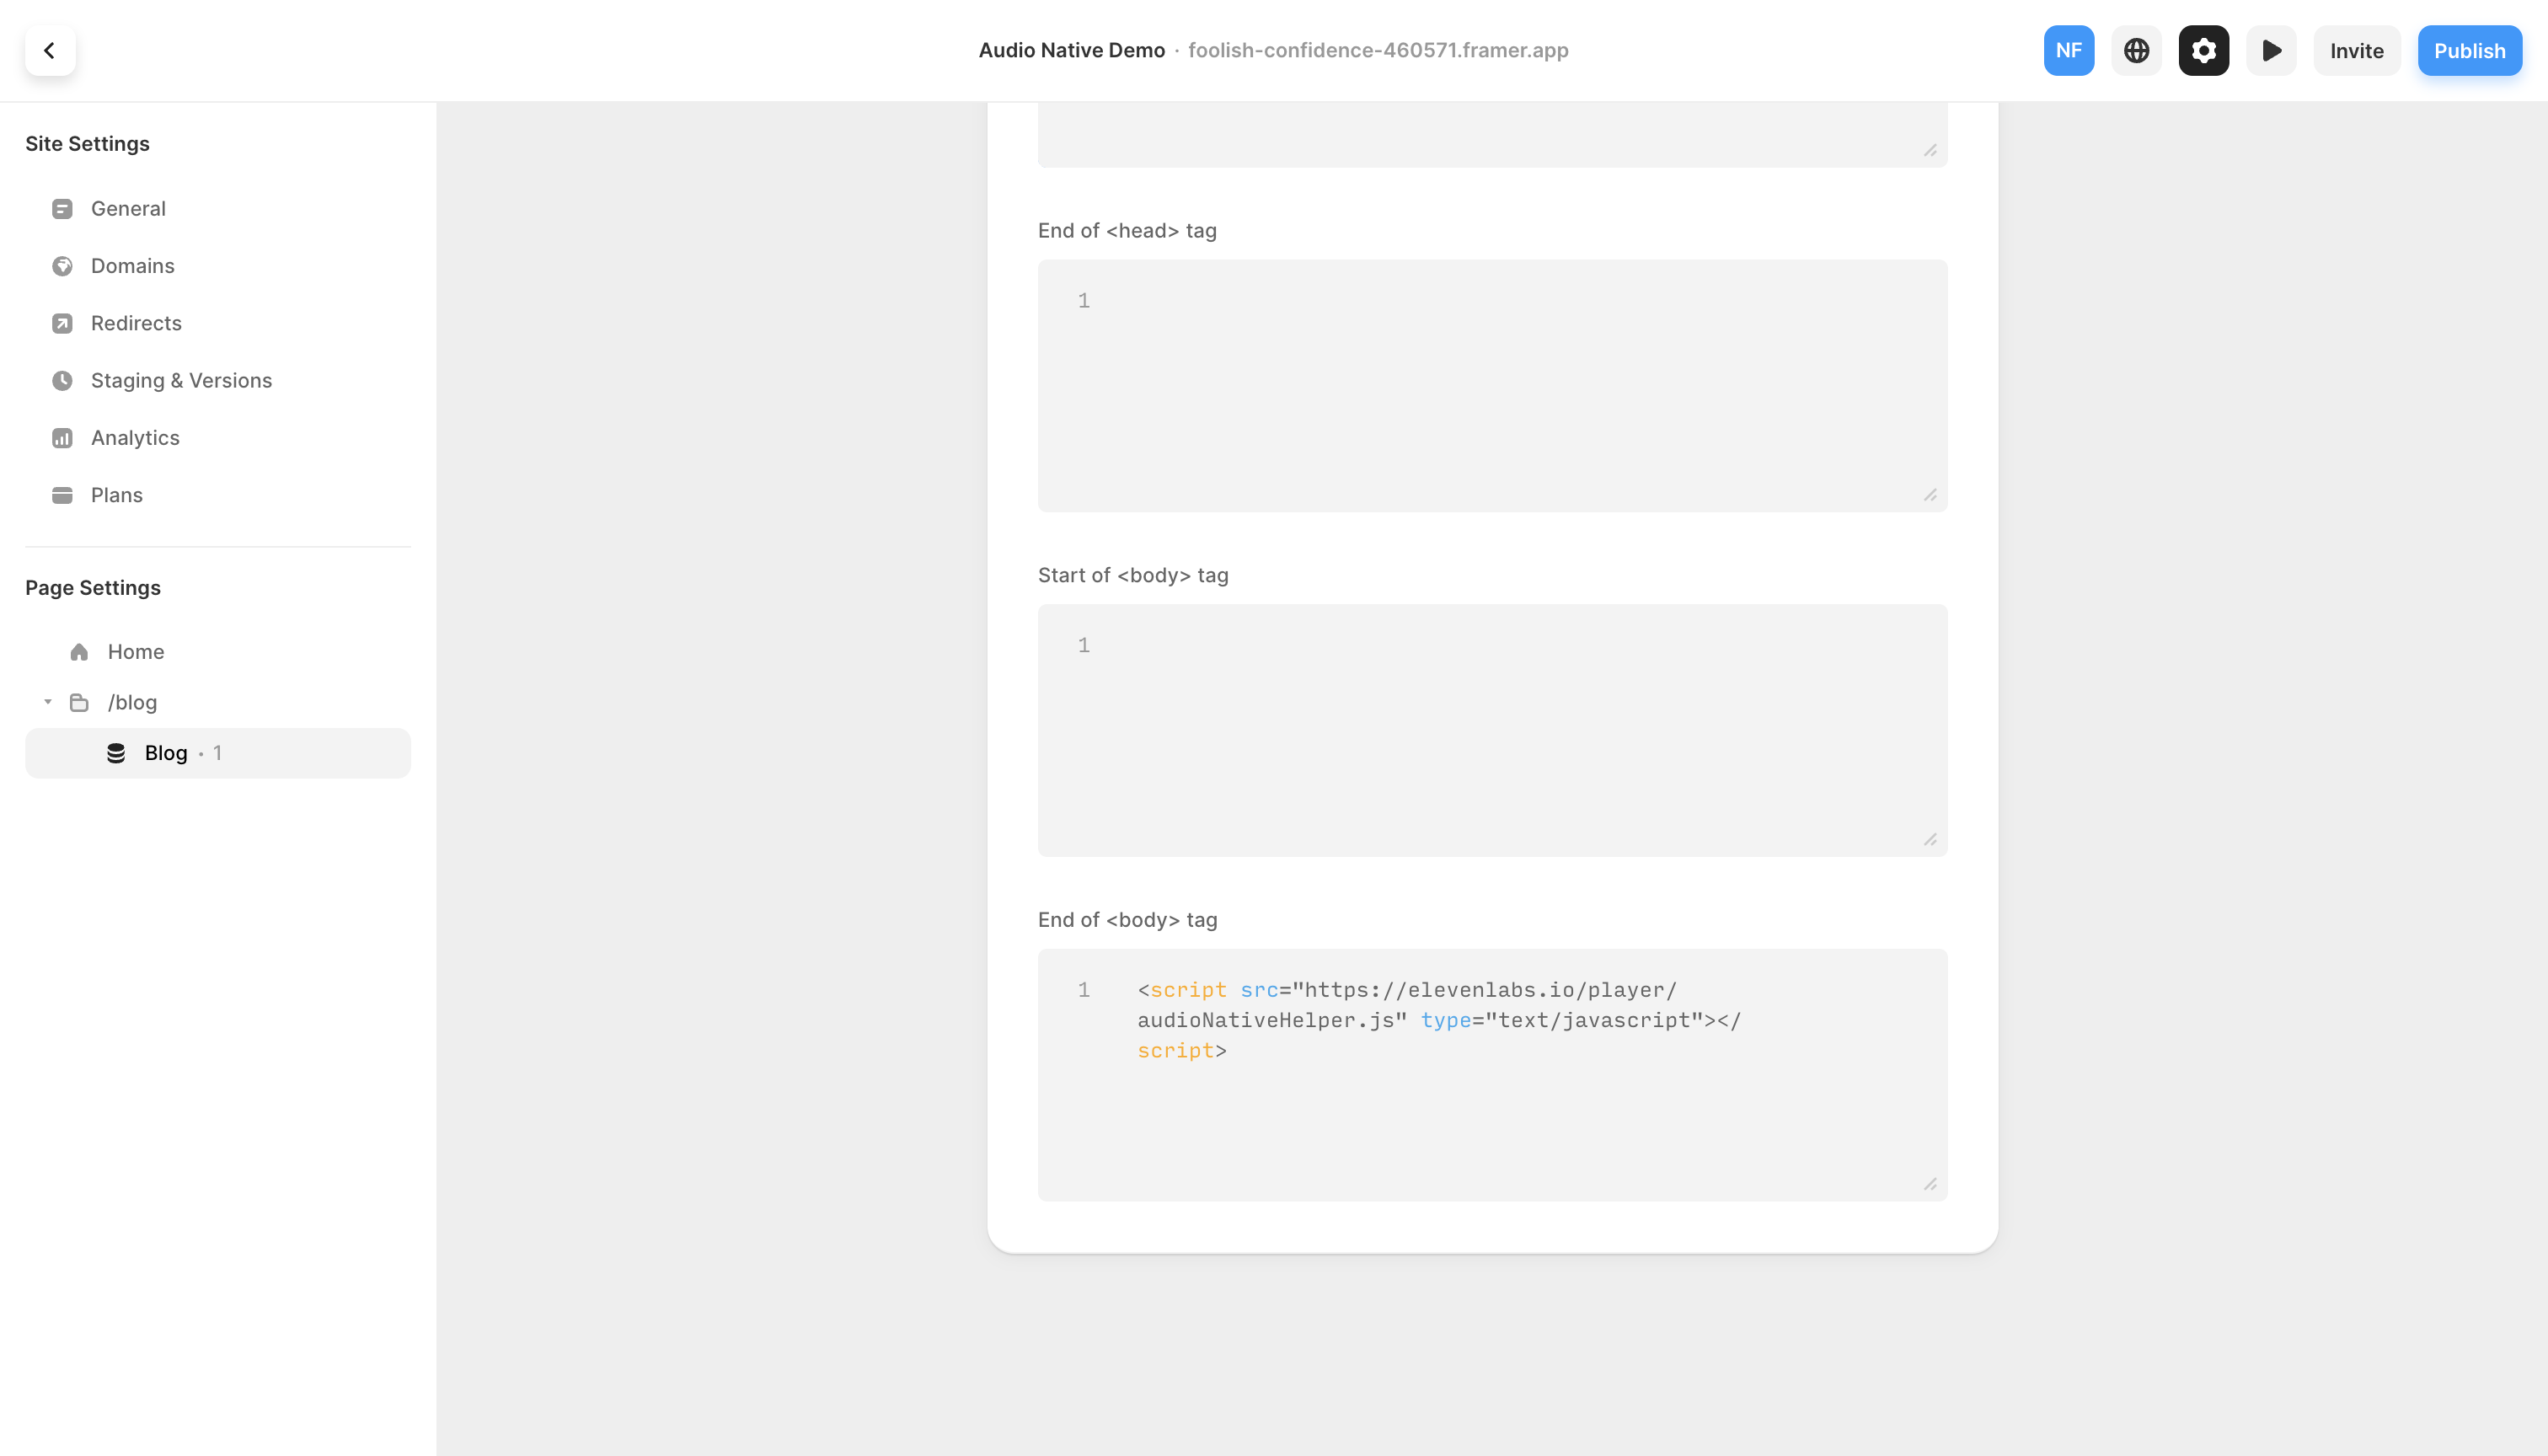 Audio Native Demo · foolish-confidence-460571.framer.app
NF
Invite
Publish
Site Settings
General
Domains
Redirects
Staging & Versions
Analytics
Plans
Page Settings
Home
/blog
Blog · 1
End of <head> tag
1
Start of <body> tag
1
End of <body> tag
1 <script src="https://elevenlabs.io/player/
audioNativeHelper.js" type="text/javascript"></
script>